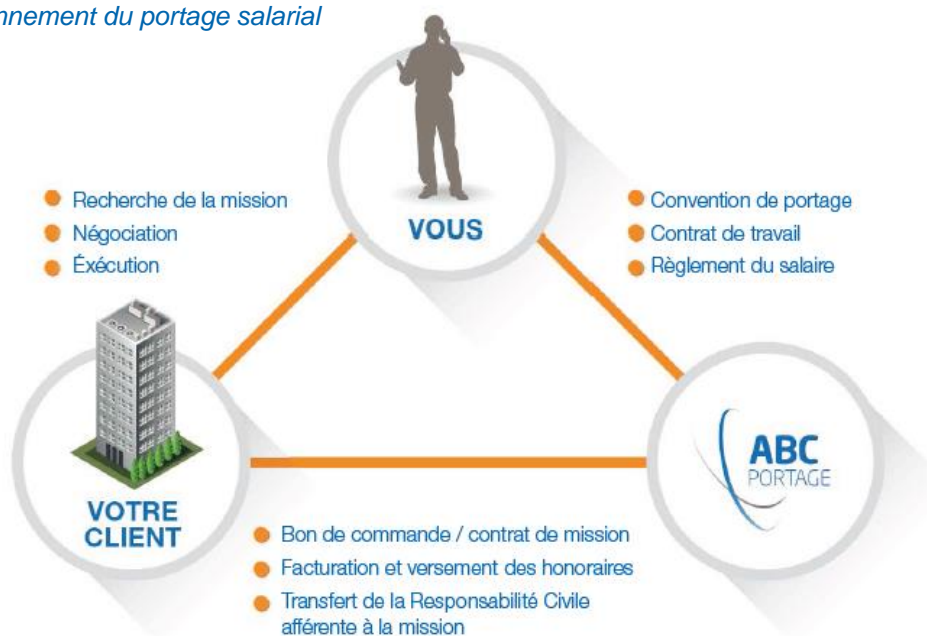 nnement du portage salarial
Recherche de la mission
Négociation
Éxécution
VOUS
Convention de portage
Contrat de travail
Règlement du salaire
VOTRE
CLIENT
ABC
PORTAGE
Bon de commande / contrat de mission
Facturation et versement des honoraires
Transfert de la Responsabilité Civile
afférente à la mission